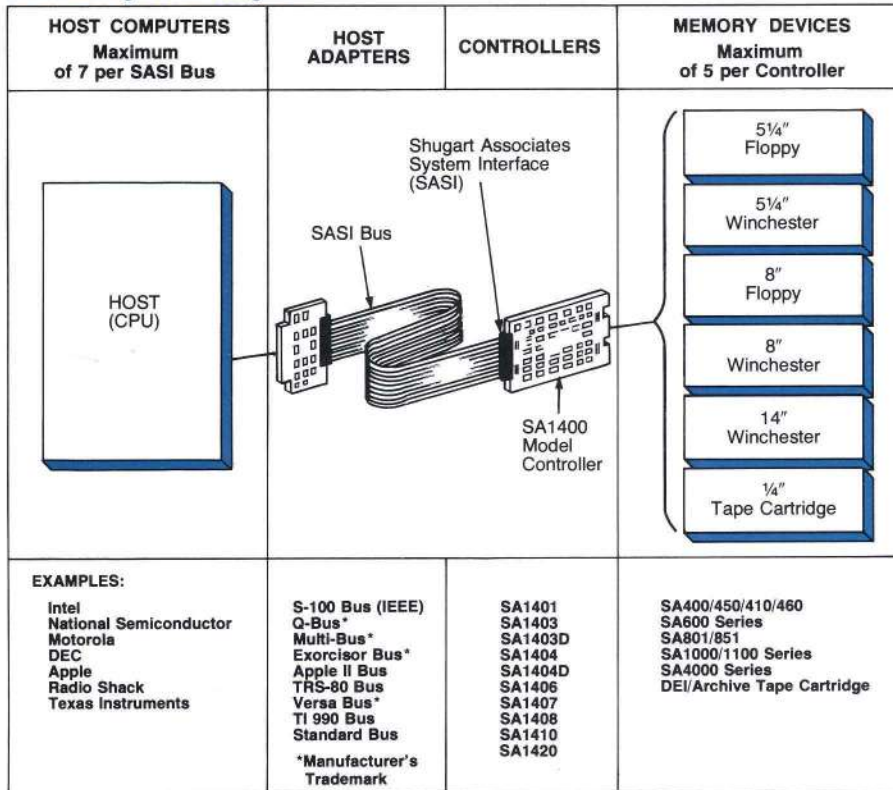 HOST COMPUTERS
Maximum
of 7 per SASI Bus
HOST
ADAPTERS
CONTROLLERS
MEMORY DEVICES
Maximum
of 5 per Controller
HOST
(CPU)
SASI Bus
Shugart Associates
System Interface
(SASI)
SA1400
Model
Controller
5¼″
Floppy
5¼″
Winchester
8″
Floppy
8″
Winchester
14″
Winchester
¼″
Tape Cartridge
EXAMPLES:
Intel
National Semiconductor
Motorola
DEC
Apple
Radio Shack
Texas Instruments
S-100 Bus (IEEE)
Q-Bus*
Multi-Bus*
Exorcisor Bus*
Apple II Bus
TRS-80 Bus
Versa Bus*
TI 990 Bus
Standard Bus
*Manufacturer's
Trademark
SA1401
SA1403
SA1403D
SA1404
SA1404D
SA1406
SA1407
SA1408
SA1410
SA1420
SA400/450/410/460
SA600 Series
SA801/851
SA1000/1100 Series
SA4000 Series
DEI/Archive Tape Cartridge